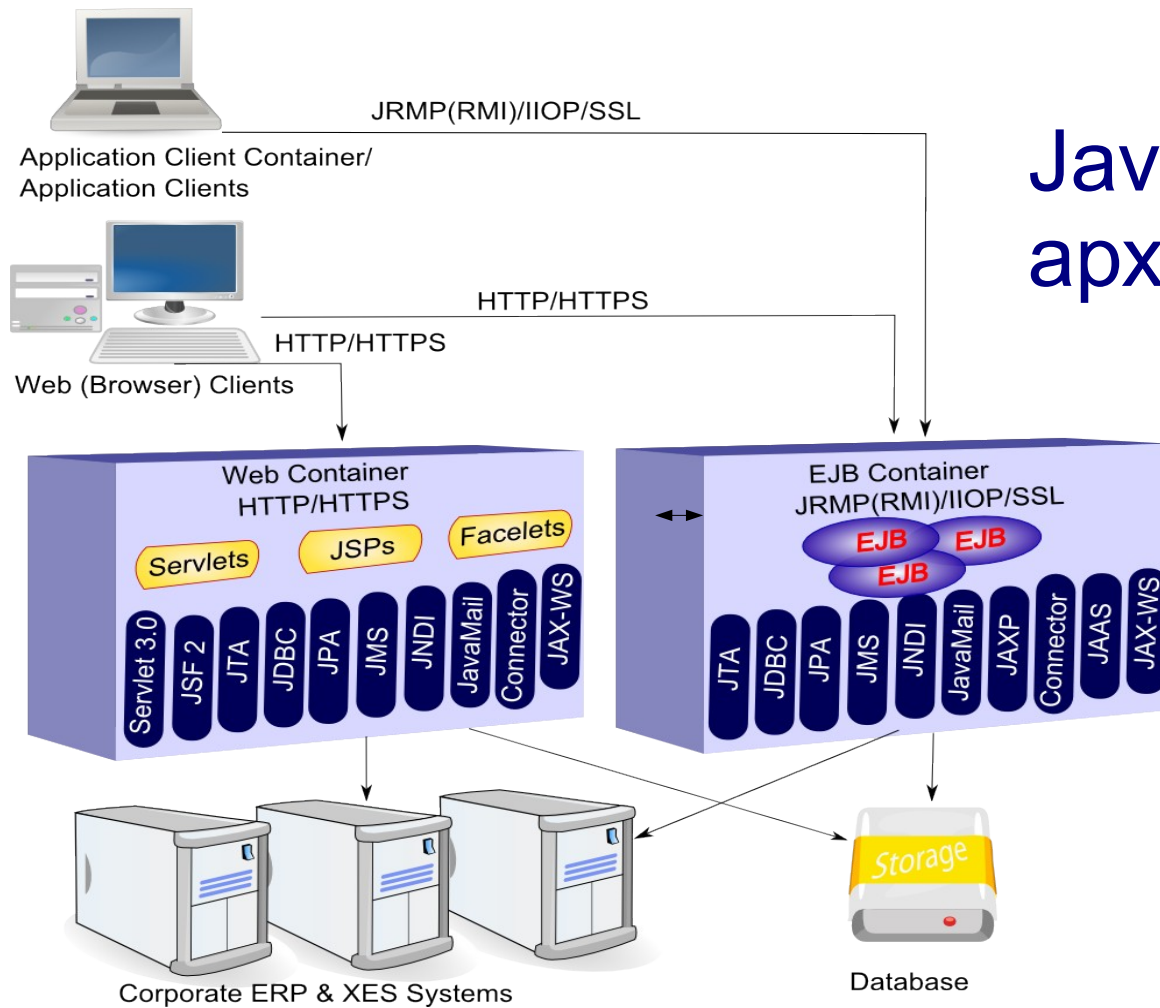 JRMP(RMI)/IIOP/SSL
Application Client Container/
Application Clients
Jav
apx
HTTP/HTTPS
HTTP/HTTPS
Web (Browser) Clients
Web Container
HTTP/HTTPS
Servlets
JSPs
Facelets
Servlet 3.0
JSF 2
JTA
JDBC
JPA
JMS
JNDI
JavaMail
Connector
JAX-WS
EJB Container
JRMP(RMI)/IIOP/SSL
EJB
EJB
EJB
JTA
JDBC
JPA
JMS
JNDI
JavaMail
JAXP
Connector
JAAS
JAX-WS
Storage
Corporate ERP & XES Systems
Database